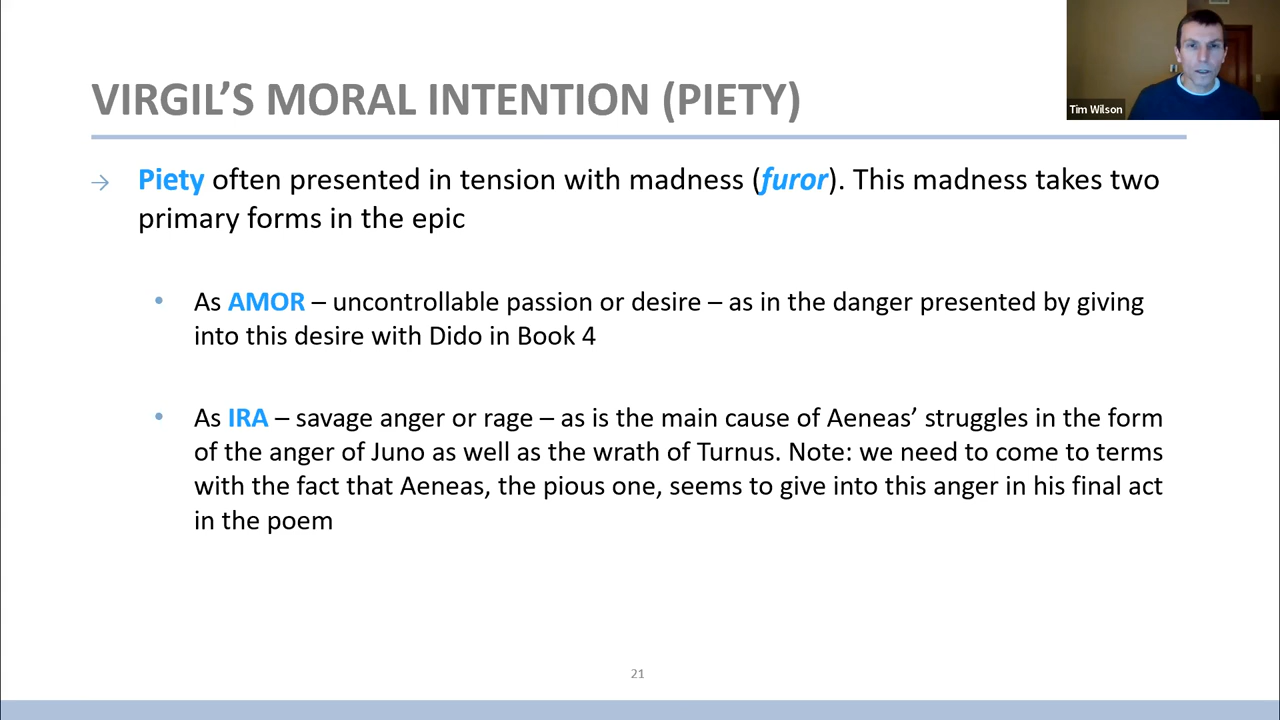 VIRGIL'S MORAL INTENTION (PIETY)
Tim Wilson
→ Piety often presented in tension with madness (furor). This madness takes two
primary forms in the epic
• As AMOR – uncontrollable passion or desire – as in the danger presented by giving
into this desire with Dido in Book 4
• As IRA – savage anger or rage – as is the main cause of Aeneas' struggles in the form
of the anger of Juno as well as the wrath of Turnus. Note: we need to come to terms
with the fact that Aeneas, the pious one, seems to give into this anger in his final act
in the poem
21